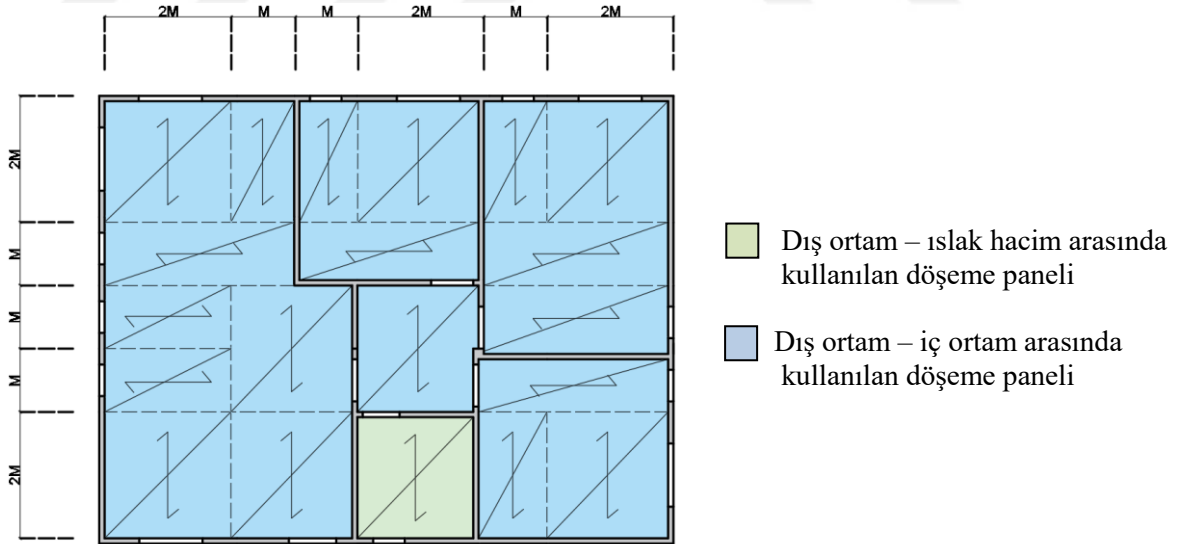 2M M M 2M M 2M
2M
M
M
M
2M
Dış ortam – ıslak hacim arasında
kullanılan döşeme paneli
Dış ortam – iç ortam arasında
kullanılan döşeme paneli